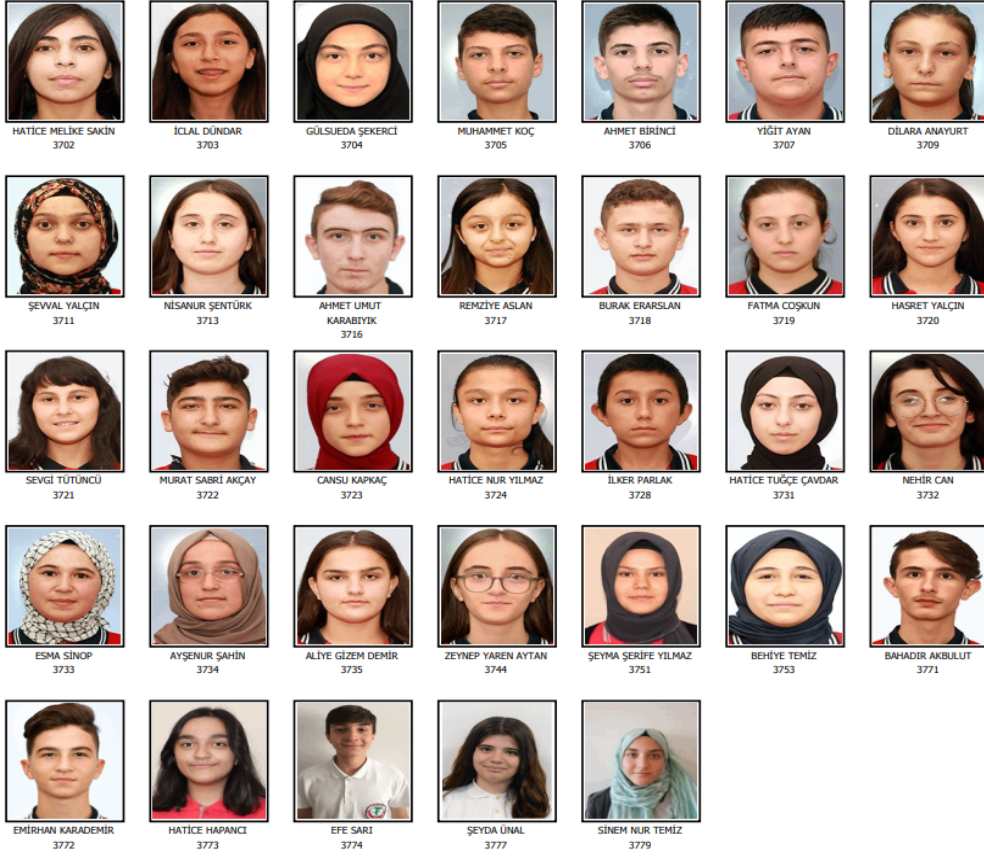 HATİCE MELİKE SAKİN
3702
İCLAL DÜNDAR
3703
GÜLSUEDA ŞEKERCİ
3704
MUHAMMET KOÇ
3705
AHMET BİRİNCİ
3706
YİĞİT AYAN
3707
DİLARA ANAYURT
3709
ŞEVVAL YALÇIN
3711
NİSANUR ŞENTÜRK
3713
AHMET UMUT
KARABIYIK
3716
REMZİYE ASLAN
3717
BURAK ERARSLAN
3718
FATMA COŞKUN
3719
HASRET YALÇIN
3720
SEVGİ TÜTÜNCÜ
3721
MURAT SABRİ AKÇAY
3722
CANSU KAPKAÇ
3723
HATİCE NUR YILMAZ
3724
İLKER PARLAK
3728
HATİCE TUĞÇE ÇAVDAR
3731
NEHİR CAN
3732
ESMA SİNOP
3733
AYŞENUR ŞAHİN
3734
ALİYE GİZEM DEMİR
3735
ZEYNEP YAREN AYTAN
3744
ŞEYMA ŞERİFE YILMAZ
3751
BEHİYE TEMİZ
3753
BAHADIR AKBULUT
3771
EMİRHAN KARADEMİR
3772
HATİCE HAPANCI
3773
EFE SARI
3774
ŞEYDA ÜNAL
3777
SİNEM NUR TEMİZ
3779